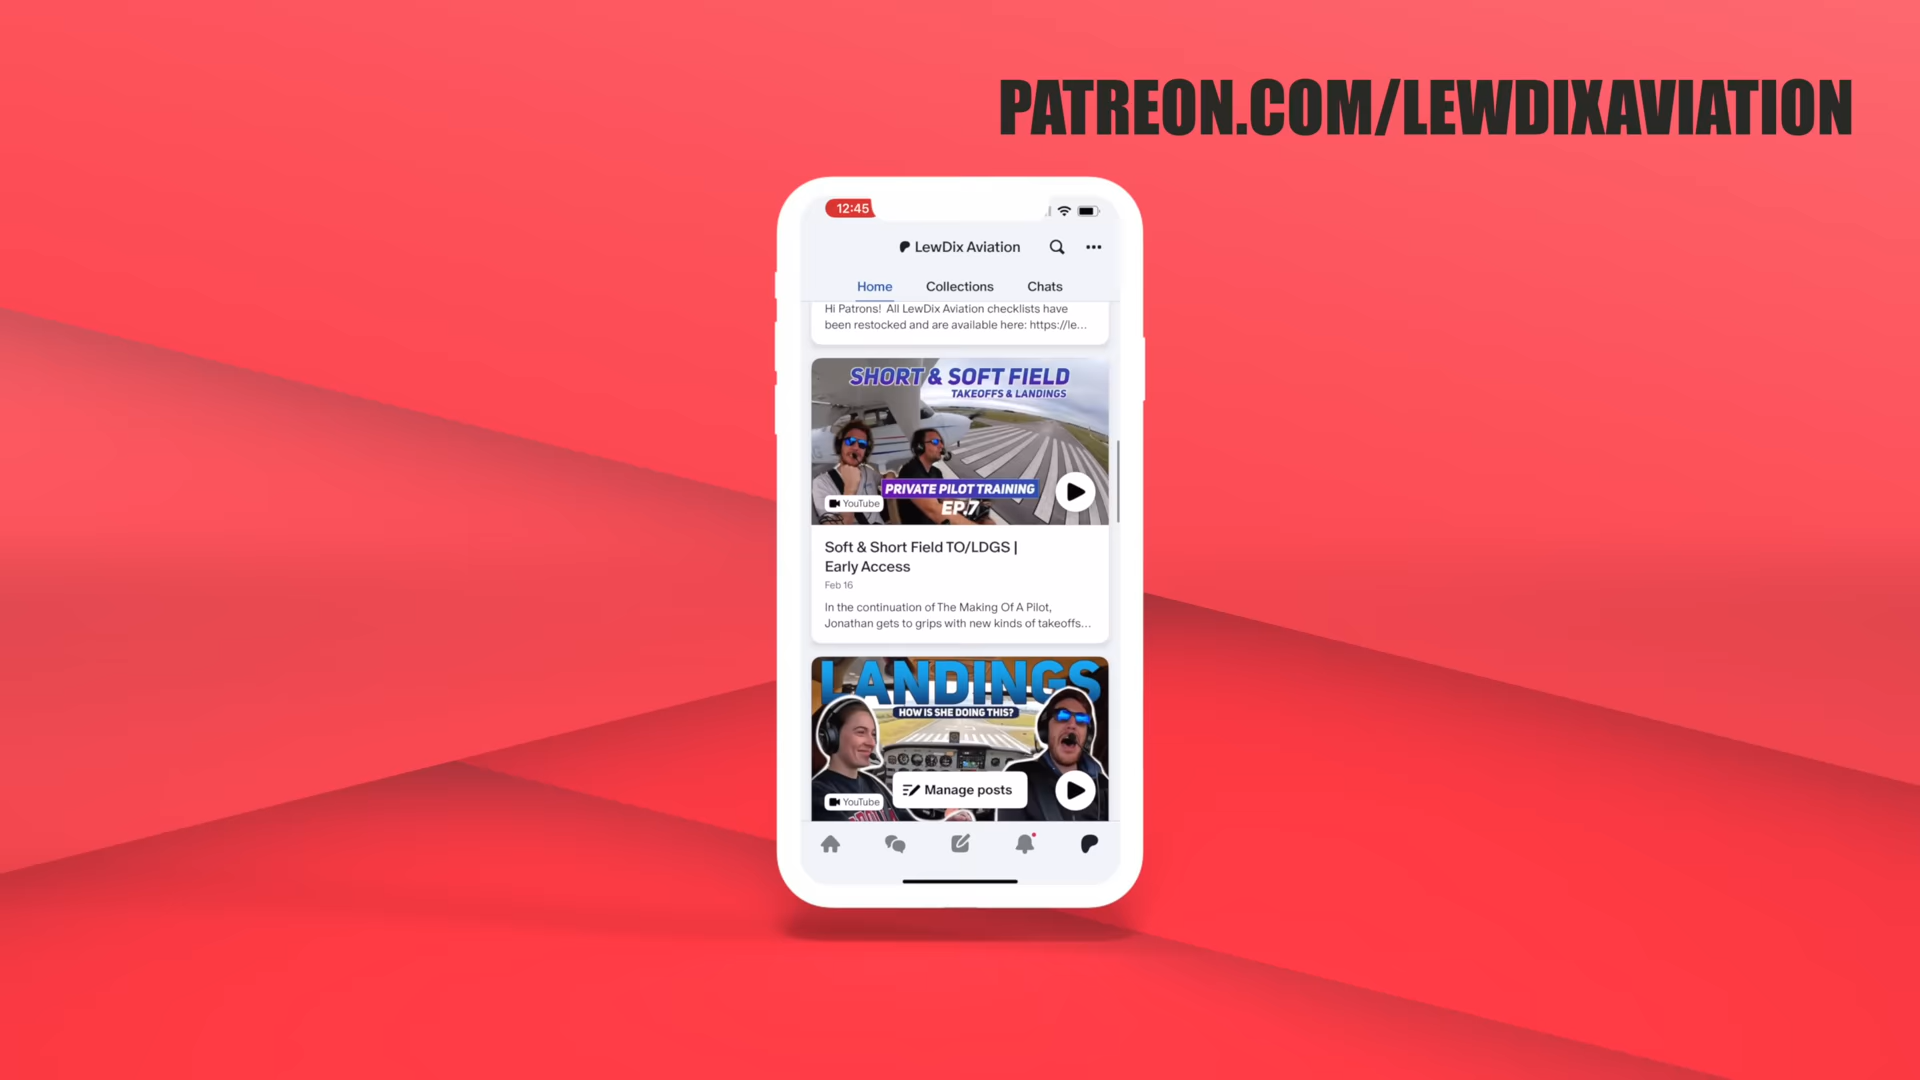 PATREON.COM/LEWDIXAVIATION
12:45
LewDix Aviation
Home Collections Chats
Hi Patrons! All LewDix Aviation checklists have
been restocked and are available here: https://le...
SHORT & SOFT FIELD
TAKEOFFS & LANDINGS
PRIVATE PILOT TRAINING
YouTube
EP.7
Soft & Short Field TO/LDGS |
Early Access
Feb 16
In the continuation of The Making Of A Pilot,
Jonathan gets to grips with new kinds of takeoffs...
LANDINGS
HOW IS SHE DOING THIS?
Manage posts
YouTube